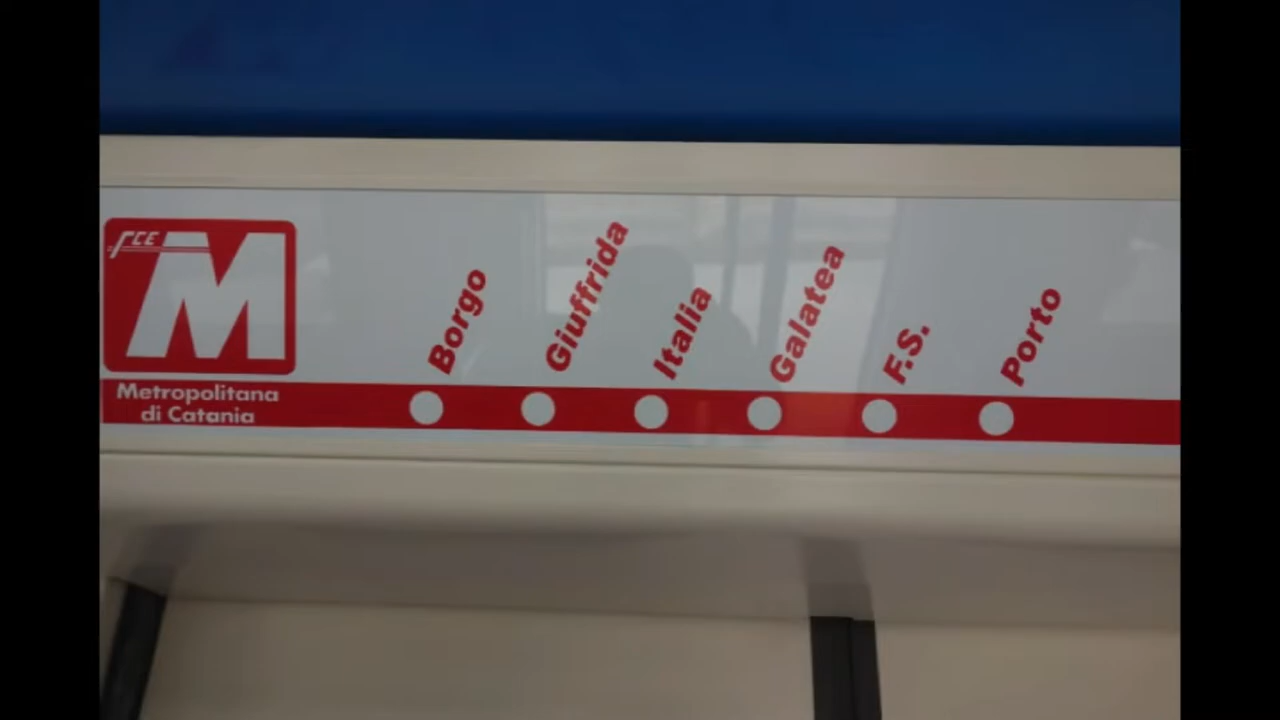 FCE
M
Metropolitana
di Catania
Borgo
Giuffrida
Italia
Galatea
F.S.
Porto